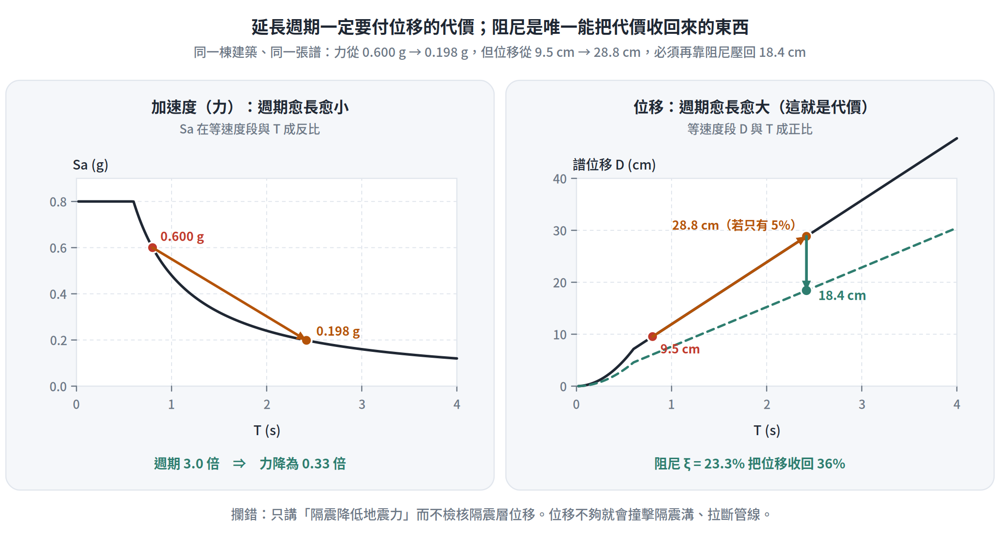 延長週期一定要付位移的代價；阻尼是唯一能把代價收回來的東西
同一棟建築、同一張譜：力從 0.600 g → 0.198 g，但位移從 9.5 cm → 28.8 cm，必須再靠阻尼壓回 18.4 cm
加速度（力）：週期愈長愈小
Sa 在等速度段與 T 成反比
Sa (g)
0.8
0.6
0.4
0.2
0.0
0.600 g
0.198 g
0
1
2
3
4
T (s)
週期 3.0 倍 ⇒ 力降為 0.33 倍
位移：週期愈長愈大（這就是代價）
等速度段 D 與 T 成正比
譜位移 D (cm)
40
30
20
10
0
28.8 cm（若只有 5%）
18.4 cm
9.5 cm
0
1
2
3
4
T (s)
阻尼 ξ = 23.3% 把位移收回 36%
攔錯：只講「隔震降低地震力」而不檢核隔震層位移。位移不夠就會撞擊隔震溝、拉斷管線。